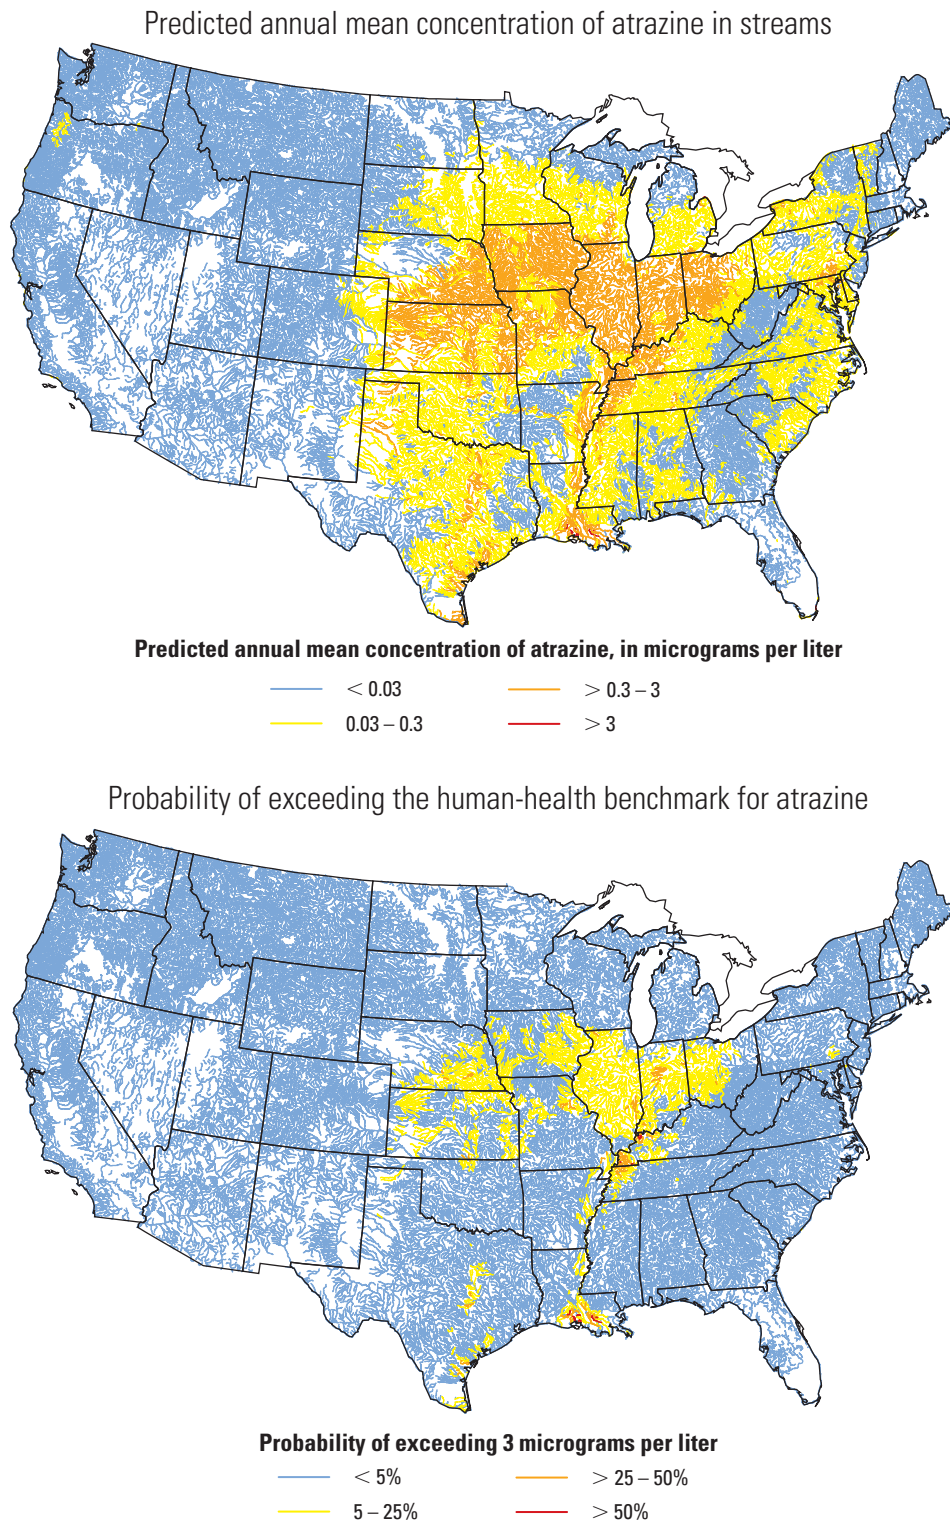 Predicted annual mean concentration of atrazine in streams
Predicted annual mean concentration of atrazine, in micrograms per liter
< 0.03
> 0.3 – 3
0.03 – 0.3
> 3
Probability of exceeding the human-health benchmark for atrazine
Probability of exceeding 3 micrograms per liter
< 5%
> 25 – 50%
5 – 25%
> 50%